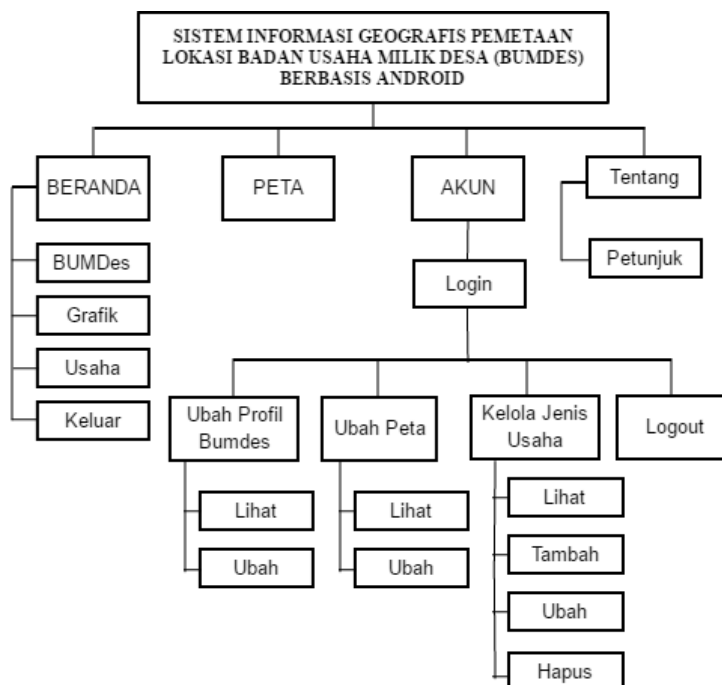 SISTEM INFORMASI GEOGRAFIS PEMETAAN
LOKASI BADAN USAHA MILIK DESA (BUMDES)
BERBASIS ANDROID
BERANDA
PETA
AKUN
Tentang
BUMDes
Grafik
Usaha
Keluar
Petunjuk
Login
Ubah Profil
Bumdes
Ubah Peta
Kelola Jenis
Usaha
Logout
Lihat
Ubah
Lihat
Ubah
Lihat
Tambah
Ubah
Hapus